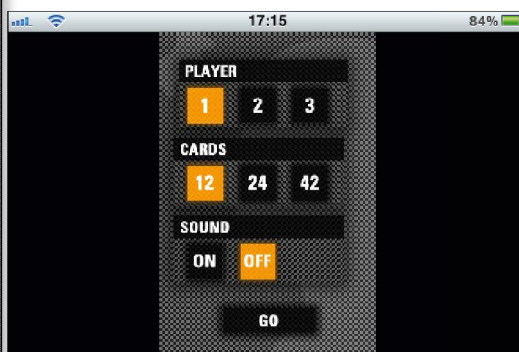 17:15 84%
PLAYER
1 2 3
CARDS
12 24 42
SOUND
ON OFF
GO